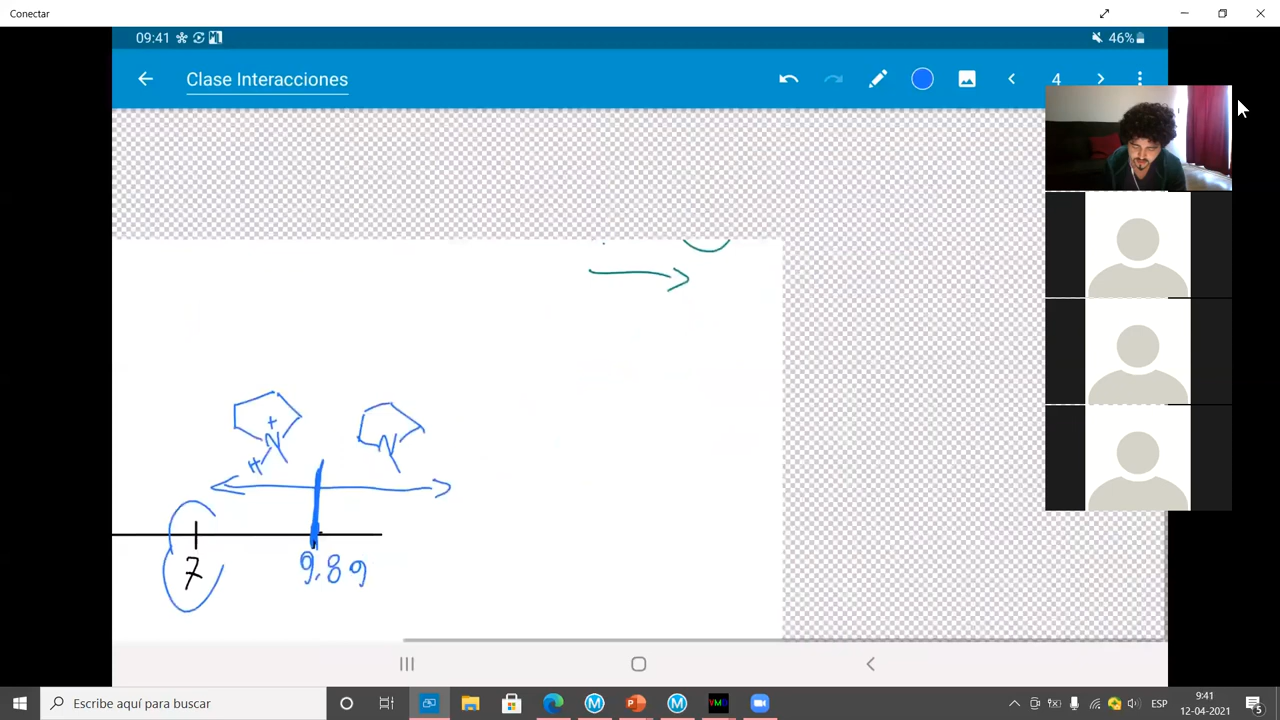 Conectar
09:41
46%
Clase Interacciones
4
+
N
H
N
7
9.89
Escribe aquí para buscar
ESP
9:41
12-04-2021
5